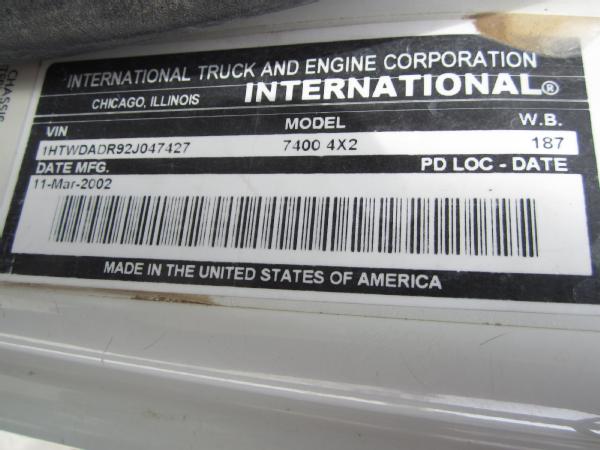 INTERNATIONAL TRUCK AND ENGINE CORPORATION
CHICAGO, ILLINOIS INTERNATIONAL®
VIN MODEL W.B.
1HTWDADR92J047427 7400 4X2 187
DATE MFG. PD LOC - DATE
11-Mar-2002
MADE IN THE UNITED STATES OF AMERICA
CHASSIS